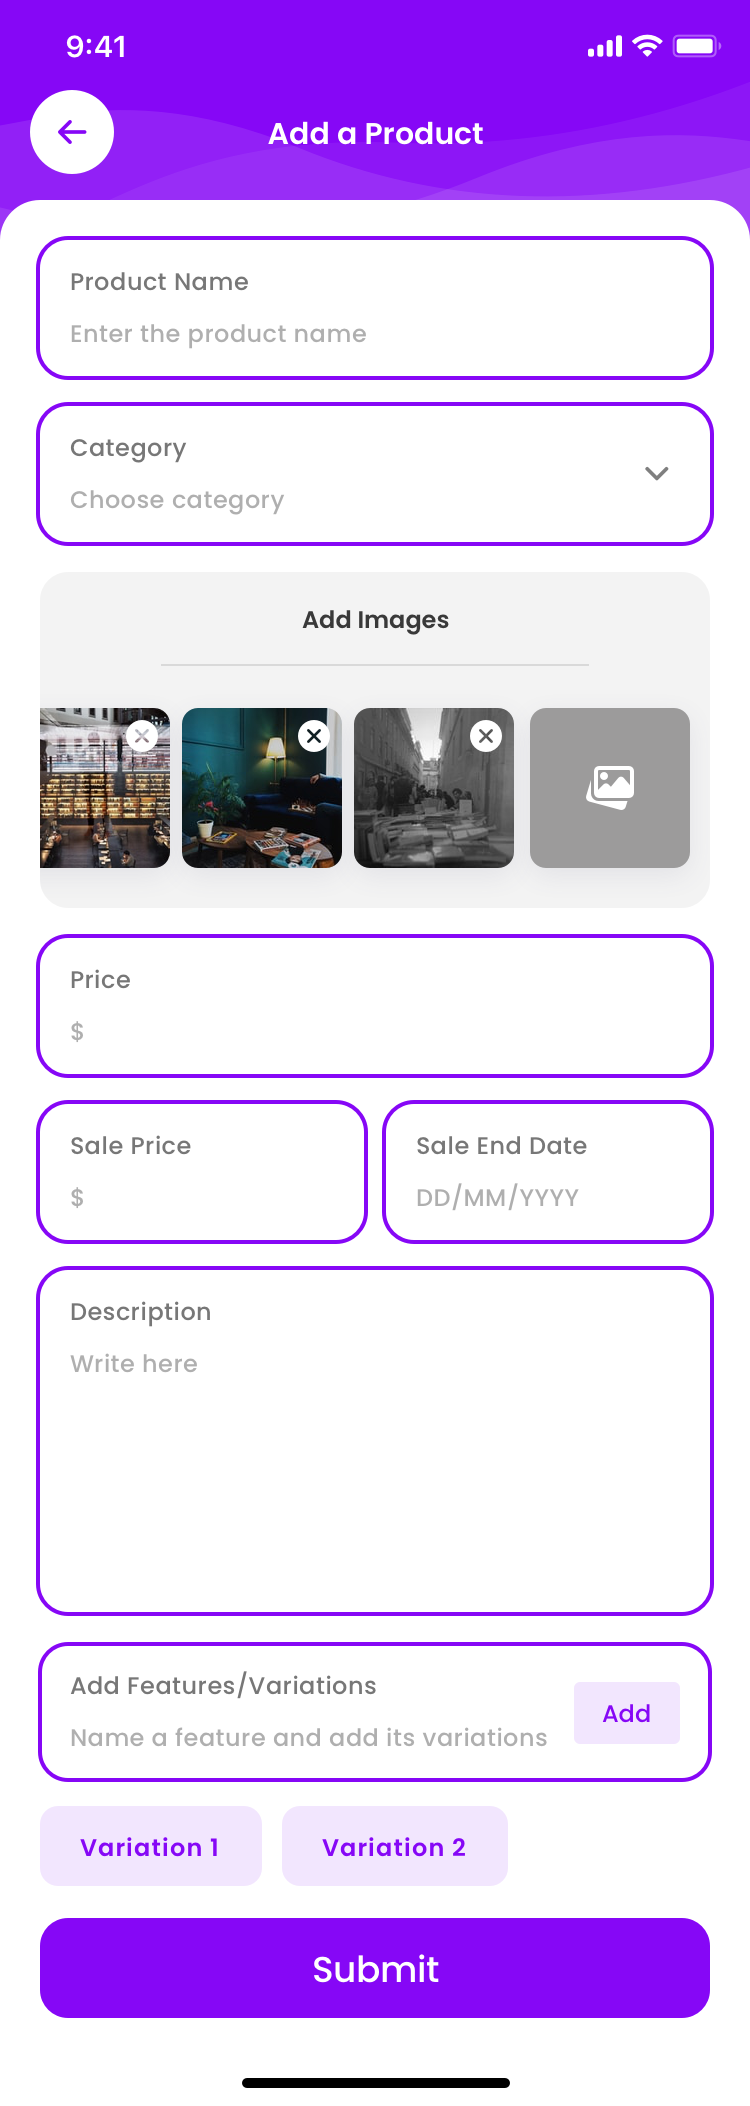 9:41
Add a Product
Product Name
Enter the product name
Category
Choose category
Add Images
Price
$
Sale Price
$
Sale End Date
DD/MM/YYYY
Description
Write here
Add Features/Variations
Name a feature and add its variations
Add
Variation 1
Variation 2
Submit